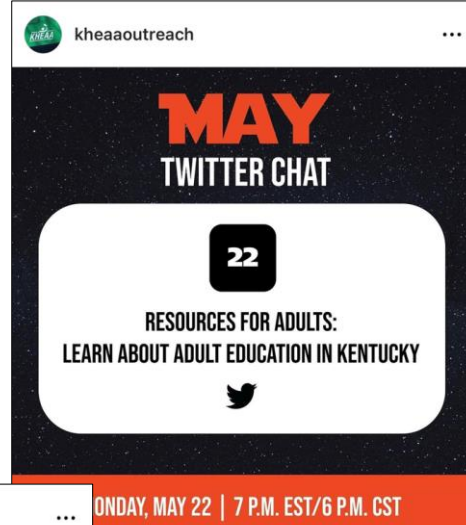 KHEAA
kheaaoutreach
MAY
TWITTER CHAT
22
RESOURCES FOR ADULTS:
LEARN ABOUT ADULT EDUCATION IN KENTUCKY
ONDAY, MAY 22 | 7 P.M. EST/6 P.M. CST